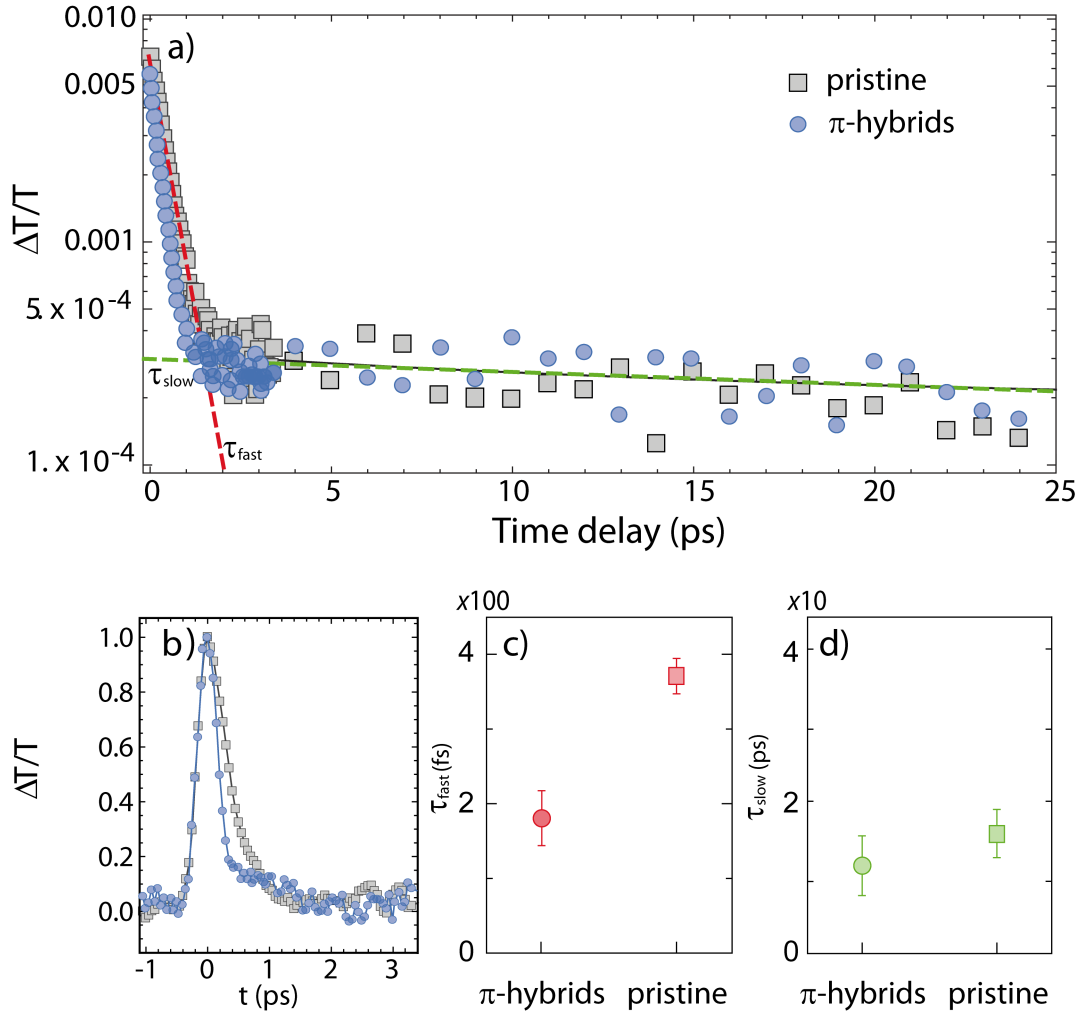 0.010
0.005
0.001
5. x 10⁻⁴
1. x 10⁻⁴
ΔT/T
a)
pristine
π-hybrids
τslow
τfast
0 5 10 15 20 25
Time delay (ps)
b)
1.0
0.8
0.6
0.4
0.2
0.0
ΔT/T
-1 0 1 2 3
t (ps)
x100
c)
4
2
0
τfast (fs)
π-hybrids pristine
x10
d)
4
2
0
τslow (ps)
π-hybrids pristine